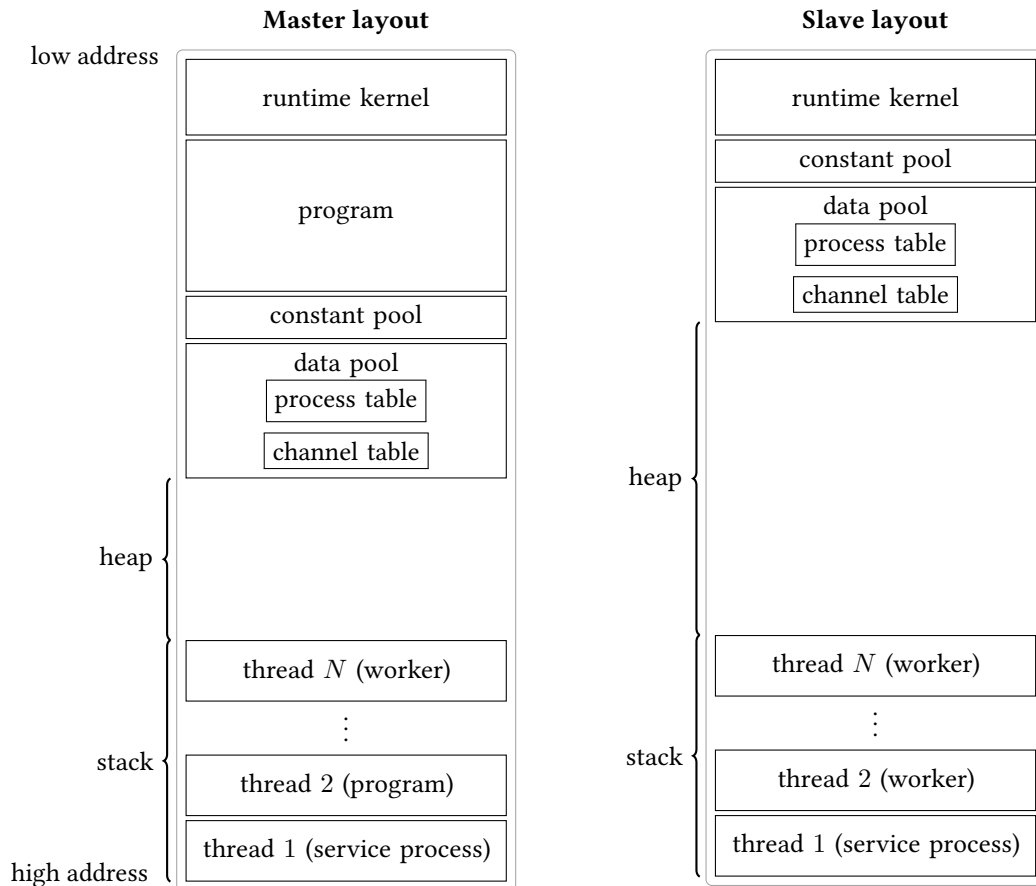 Master layout
low address
runtime kernel
program
constant pool
data pool
process table
channel table
heap
thread N (worker)
⋮
stack
thread 2 (program)
thread 1 (service process)
high address
Slave layout
runtime kernel
constant pool
data pool
process table
channel table
heap
thread N (worker)
⋮
stack
thread 2 (worker)
thread 1 (service process)